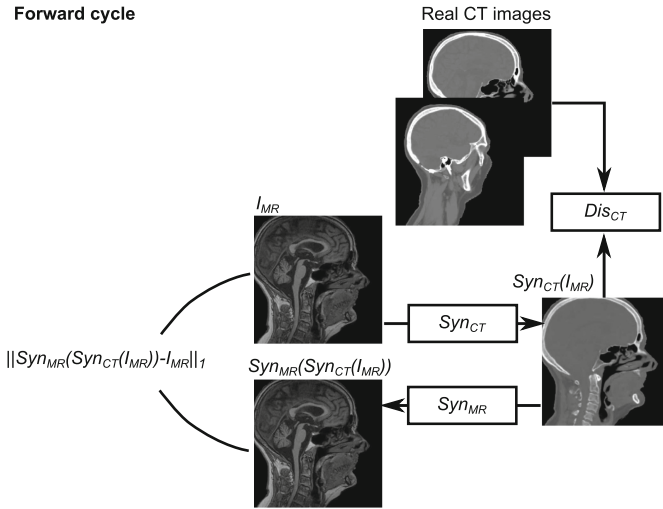 Forward cycle
Real CT images
I_MR
Dis_CT
Syn_CT(I_MR)
Syn_CT
||Syn_MR(Syn_CT(I_MR))-I_MR||_1
Syn_MR(Syn_CT(I_MR))
Syn_MR